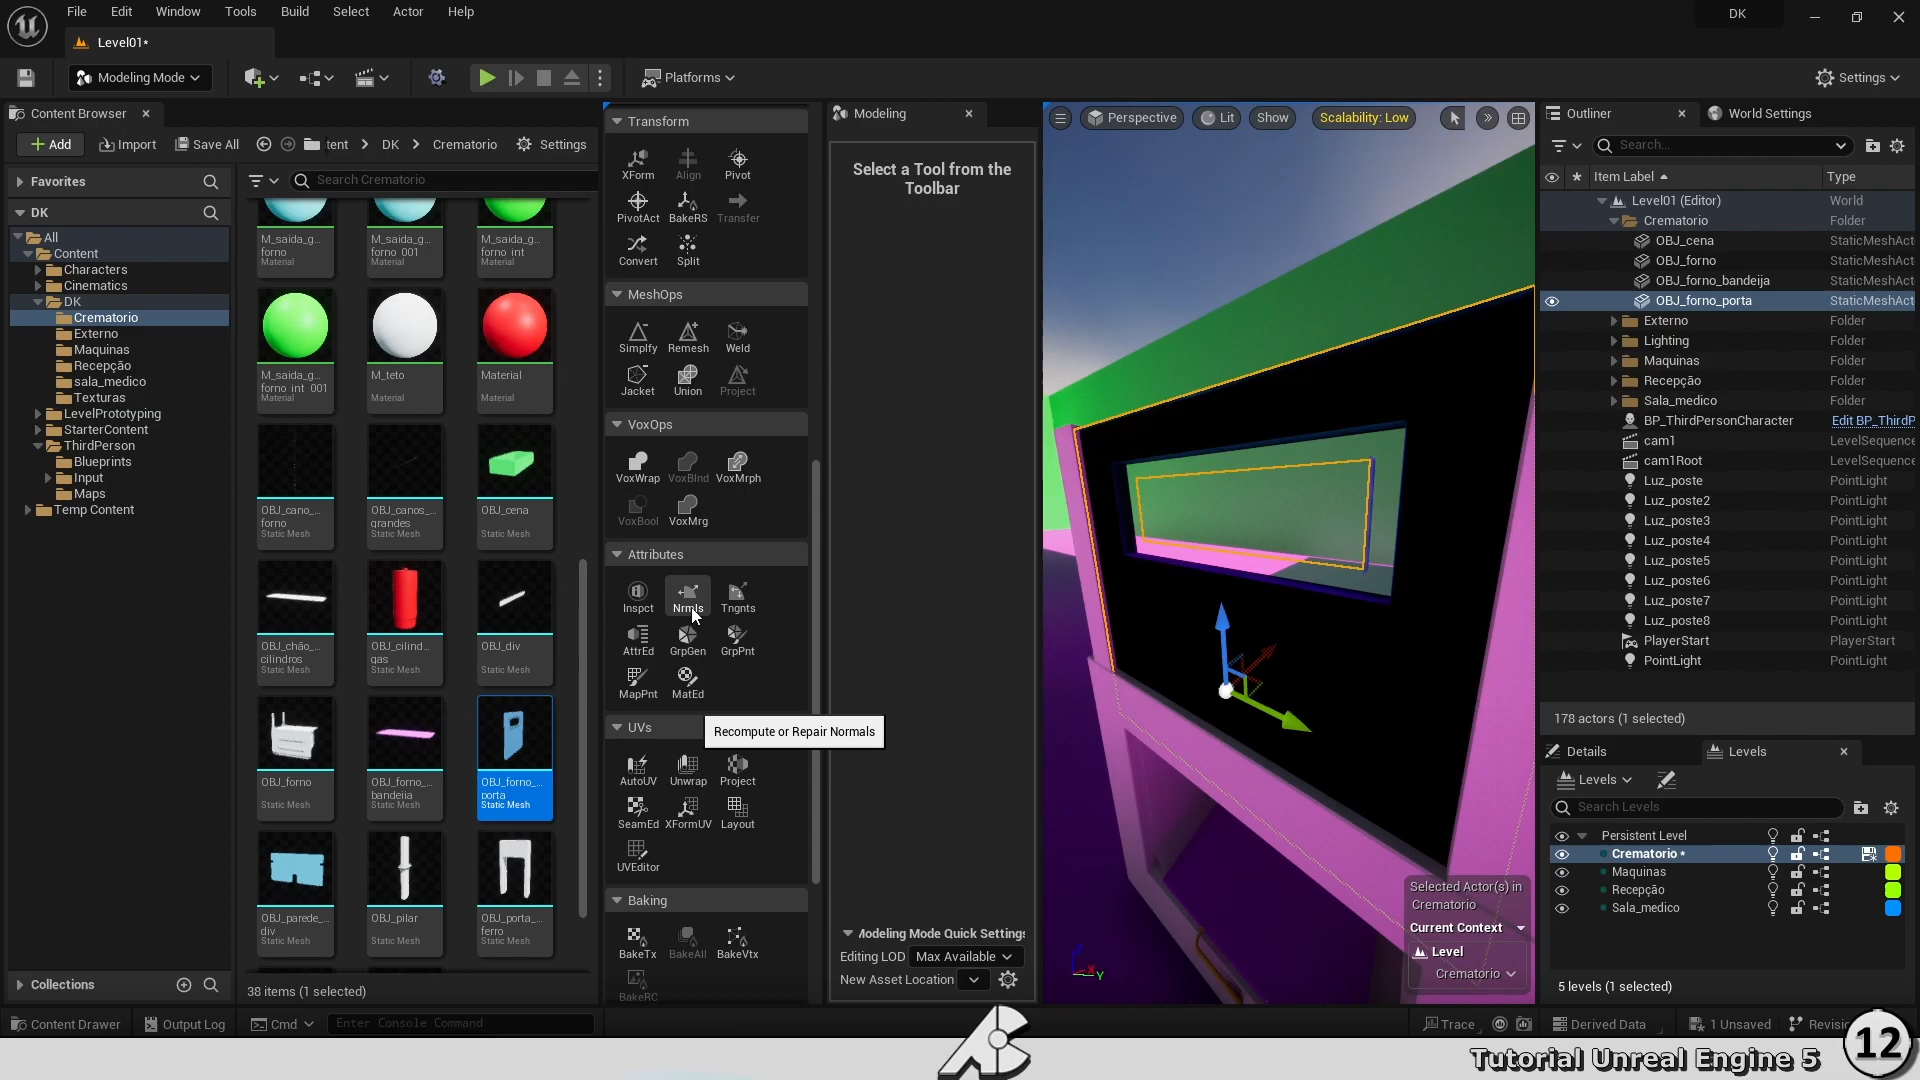 File Edit Window Tools Build Select Actor Help
DK
Level01*
Modeling Mode
Platforms
Settings
Content Browser
Add Import Save All tent > DK > Crematorio Settings
Favorites
Search Crematorio
DK
All
Content
Characters
Cinematics
DK
Crematorio
Externo
Maquinas
Recepção
sala_medico
Texturas
LevelPrototyping
StarterContent
ThirdPerson
Blueprints
Input
Maps
Temp Content
Collections
M_saida_g... M_saida_g... M_saida_g...
forno forno_001 forno_int
Material Material Material
M_saida_g... M_teto Material
forno_int_001
Material Material Material
OBJ_cano_... OBJ_canos_... OBJ_cena
forno grandes
Static Mesh Static Mesh Static Mesh
OBJ_chão_... OBJ_cilind... OBJ_div
cilindros gas
Static Mesh Static Mesh Static Mesh
OBJ_forno OBJ_forno_... OBJ_forno_...
bandeija porta
Static Mesh Static Mesh Static Mesh
OBJ_parede_... OBJ_pilar OBJ_porta_...
div ferro
Static Mesh Static Mesh Static Mesh
38 items (1 selected)
Transform
XForm Align Pivot
PivotAct BakeRS Transfer
Convert Split
MeshOps
Simplfy Remesh Weld
Jacket Union Project
VoxOps
VoxWrap VoxBlnd VoxMrph
VoxBool VoxMrg
Attributes
Inspct Nrmls Tngnts
AttrEd GrpGen GrpPnt
MapPnt MatEd
UVs
Recompute or Repair Normals
AutoUV Unwrap Project
SeamEd XFormUV Layout
UVEditor
Baking
BakeTx BakeAll BakeVtx
BakeRC
Modeling
Select a Tool from the
Toolbar
Modeling Mode Quick Settings
Editing LOD Max Available
New Asset Location
Perspective Lit Show Scalability: Low
Y
Selected Actor(s) in
Crematorio
Current Context
Level
Crematorio
Outliner World Settings
Search...
Item Label Type
Level01 (Editor) World
Crematorio Folder
OBJ_cena StaticMeshAct
OBJ_forno StaticMeshAct
OBJ_forno_bandeija StaticMeshAct
OBJ_forno_porta StaticMeshAct
Externo Folder
Lighting Folder
Maquinas Folder
Recepção Folder
Sala_medico Folder
BP_ThirdPersonCharacter Edit BP_ThirdP
cam1 LevelSequence
cam1Root LevelSequence
Luz_poste PointLight
Luz_poste2 PointLight
Luz_poste3 PointLight
Luz_poste4 PointLight
Luz_poste5 PointLight
Luz_poste6 PointLight
Luz_poste7 PointLight
Luz_poste8 PointLight
PlayerStart PlayerStart
PointLight PointLight
178 actors (1 selected)
Details Levels
Levels
Search Levels
Persistent Level
Crematorio *
Maquinas
Recepção
Sala_medico
5 levels (1 selected)
Content Drawer Output Log Cmd Enter Console Command
Trace Derived Data 1 Unsaved Revisi
Tutorial Unreal Engine 5
12